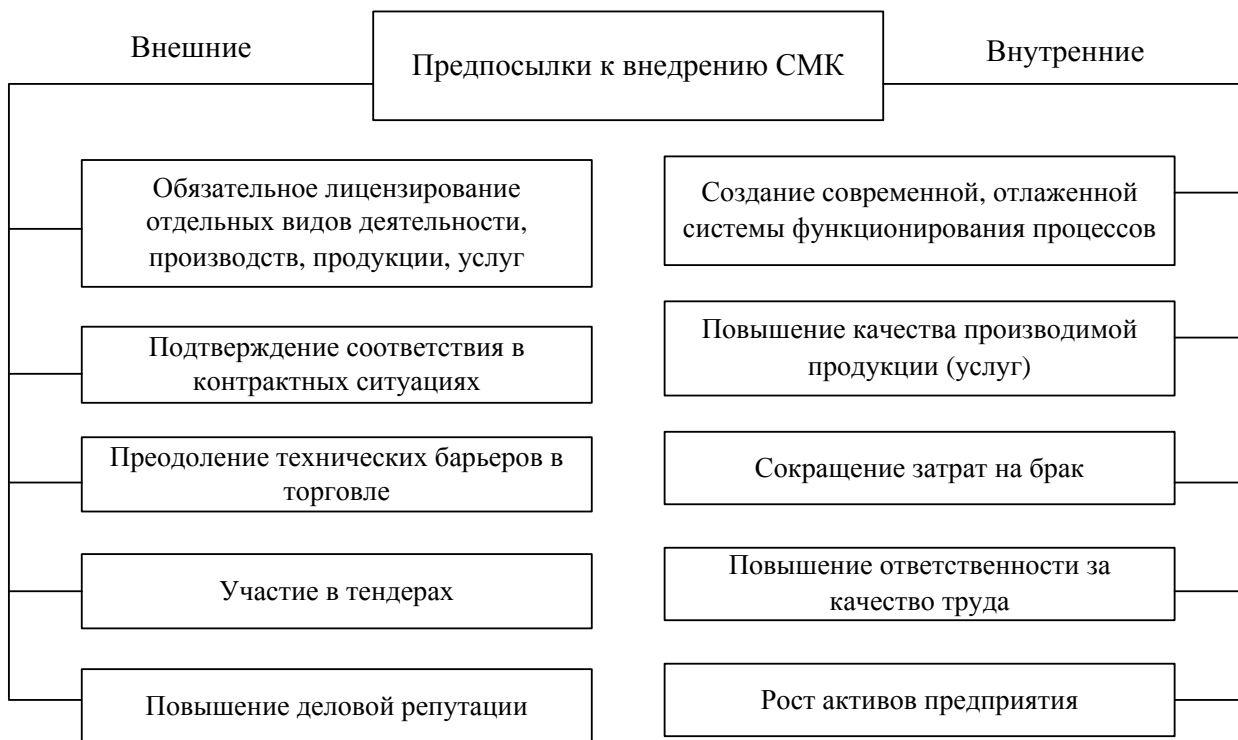 Внешние
Предпосылки к внедрению СМК
Внутренние
Обязательное лицензирование
отдельных видов деятельности,
производств, продукции, услуг
Подтверждение соответствия в
контрактных ситуациях
Преодоление технических барьеров в
торговле
Участие в тендерах
Повышение деловой репутации
Создание современной, отлаженной
системы функционирования процессов
Повышение качества производимой
продукции (услуг)
Сокращение затрат на брак
Повышение ответственности за
качество труда
Рост активов предприятия